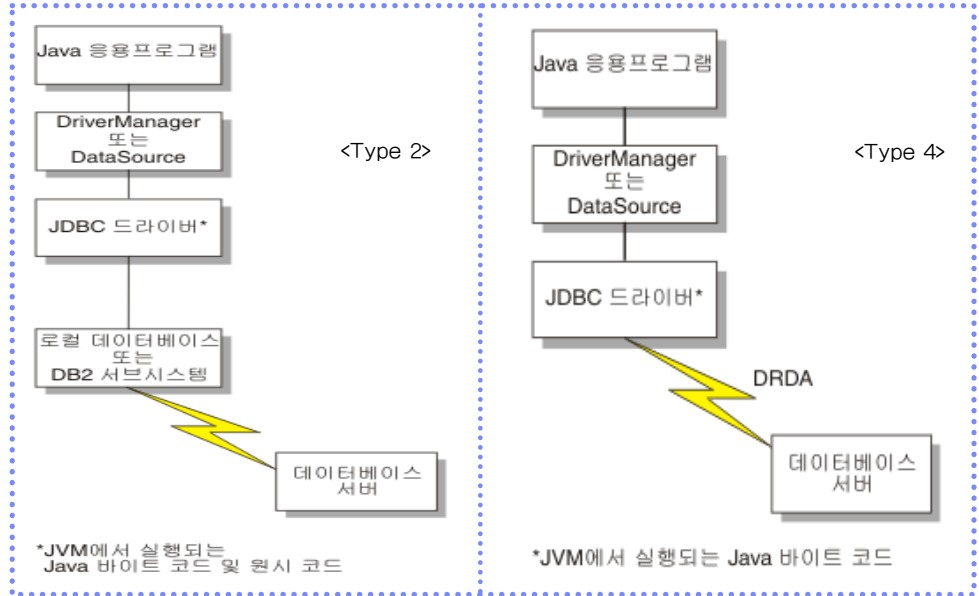 Java 응용프로그램
DriverManager
또는
DataSource
<Type 2>
JDBC 드라이버*
로컬 데이터베이스
또는
DB2 서브시스템
데이터베이스
서버
*JVM에서 실행되는
Java 바이트 코드 및 원시 코드
Java 응용프로그램
DriverManager
또는
DataSource
<Type 4>
JDBC 드라이버*
DRDA
데이터베이스
서버
*JVM에서 실행되는 Java 바이트 코드